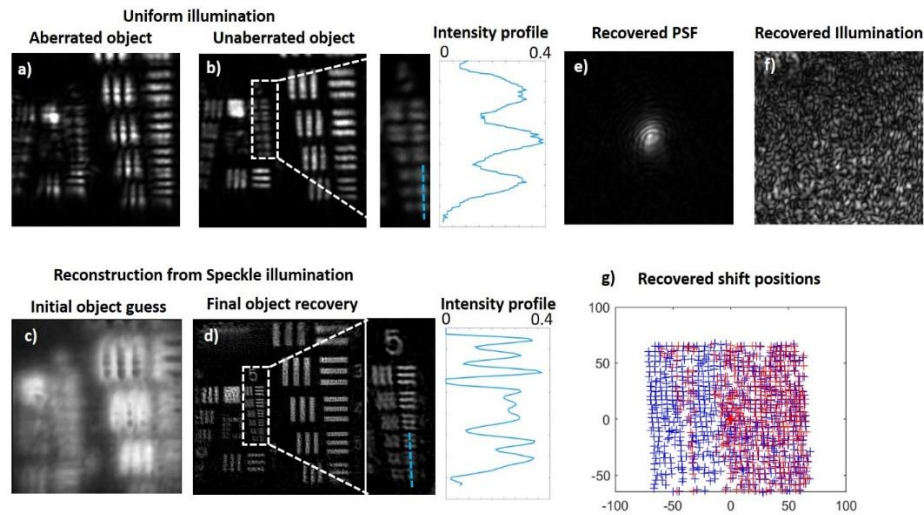 Uniform illumination
Aberrated object
Unaberrated object
Intensity profile
Recovered PSF
Recovered Illumination
a)
b)
0
0.4
e)
f)
Reconstruction from Speckle illumination
Initial object guess
Final object recovery
Intensity profile
g)
Recovered shift positions
c)
d)
5
0
0.4
100
50
0
-50
-100
-50
0
50
100